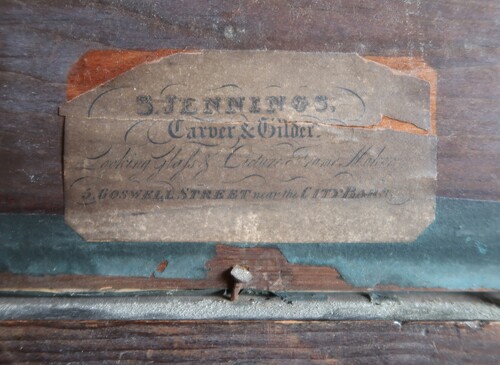 S. JENNINGS.
Carver & Gilder.
Looking Glass & Picture Frame Maker
5, GOSWELL STREET near the CITY ROAD